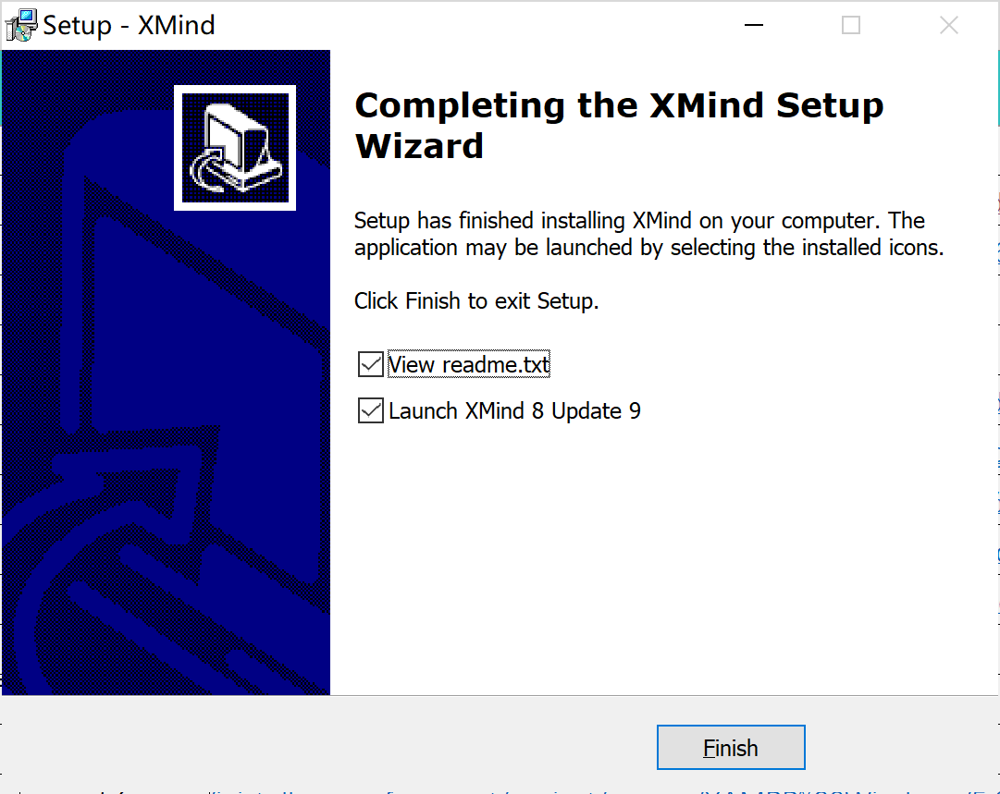 Setup - XMind
Completing the XMind Setup
Wizard
Setup has finished installing XMind on your computer. The
application may be launched by selecting the installed icons.
Click Finish to exit Setup.
View readme.txt
Launch XMind 8 Update 9
Finish